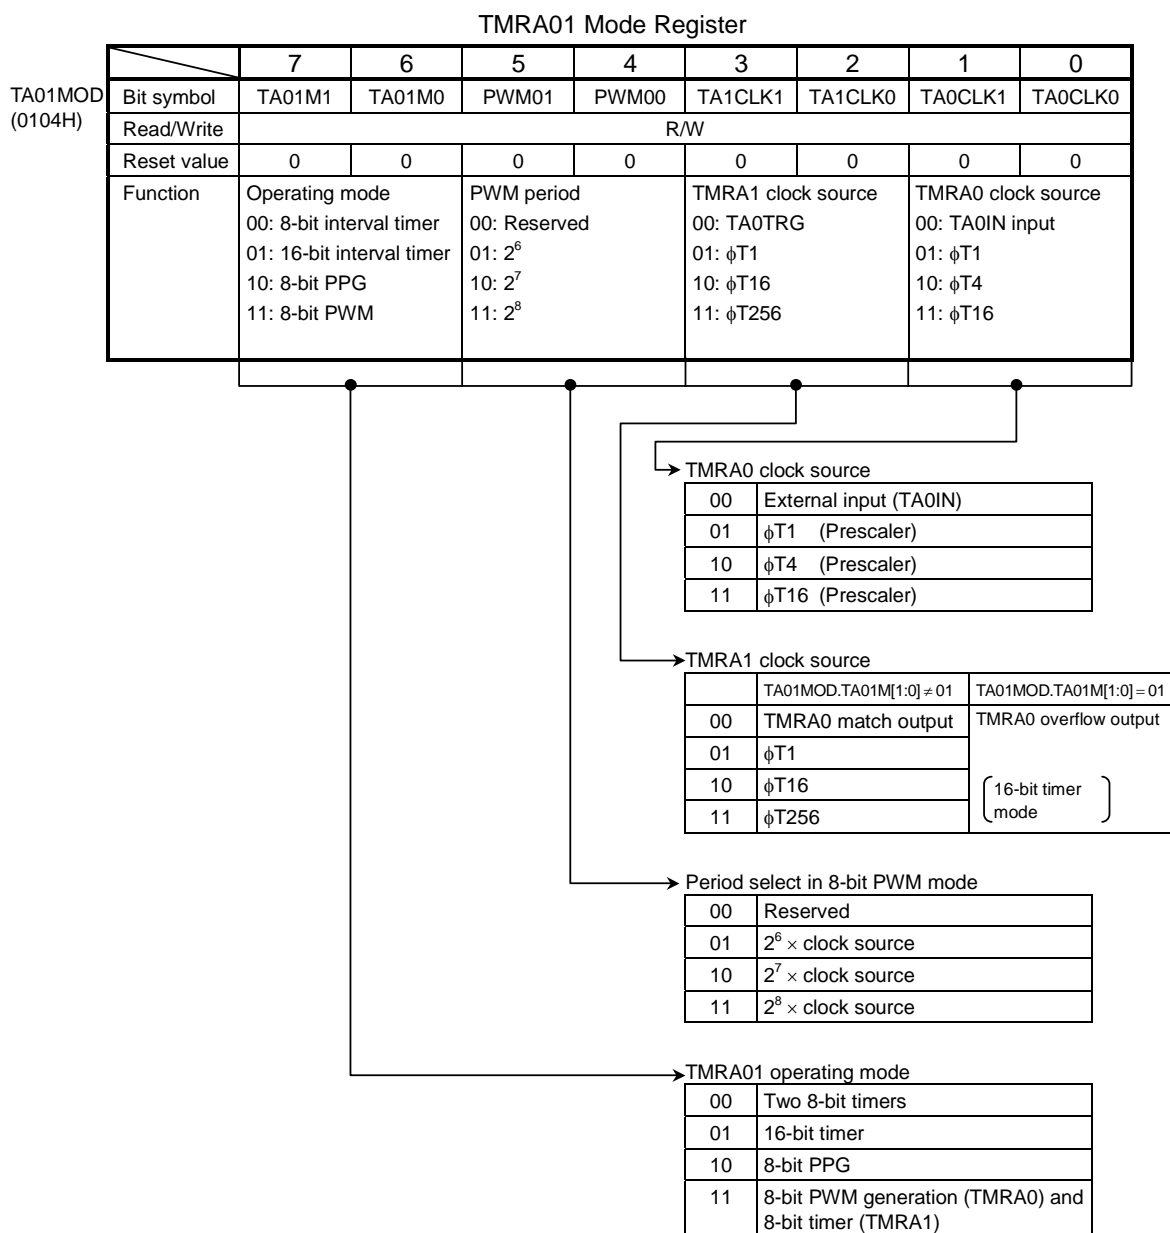 TMRA01 Mode Register
7 6 5 4 3 2 1 0
TA01MOD (0104H)
Bit symbol TA01M1 TA01M0 PWM01 PWM00 TA1CLK1 TA1CLK0 TA0CLK1 TA0CLK0
Read/Write R/W
Reset value 0 0 0 0 0 0 0 0
Function Operating mode PWM period TMRA1 clock source TMRA0 clock source
00: 8-bit interval timer 00: Reserved 00: TA0TRG 00: TA0IN input
01: 16-bit interval timer 01: 2^6 01: ϕT1 01: ϕT1
10: 8-bit PPG 10: 2^7 10: ϕT16 10: ϕT4
11: 8-bit PWM 11: 2^8 11: ϕT256 11: ϕT16
TMRA0 clock source
00 External input (TA0IN)
01 ϕT1 (Prescaler)
10 ϕT4 (Prescaler)
11 ϕT16 (Prescaler)
TMRA1 clock source
TA01MOD.TA01M[1:0] ≠ 01 TA01MOD.TA01M[1:0] = 01
00 TMRA0 match output TMRA0 overflow output
01 ϕT1
10 ϕT16 16-bit timer
11 ϕT256 mode
Period select in 8-bit PWM mode
00 Reserved
01 2^6 × clock source
10 2^7 × clock source
11 2^8 × clock source
TMRA01 operating mode
00 Two 8-bit timers
01 16-bit timer
10 8-bit PPG
11 8-bit PWM generation (TMRA0) and
8-bit timer (TMRA1)